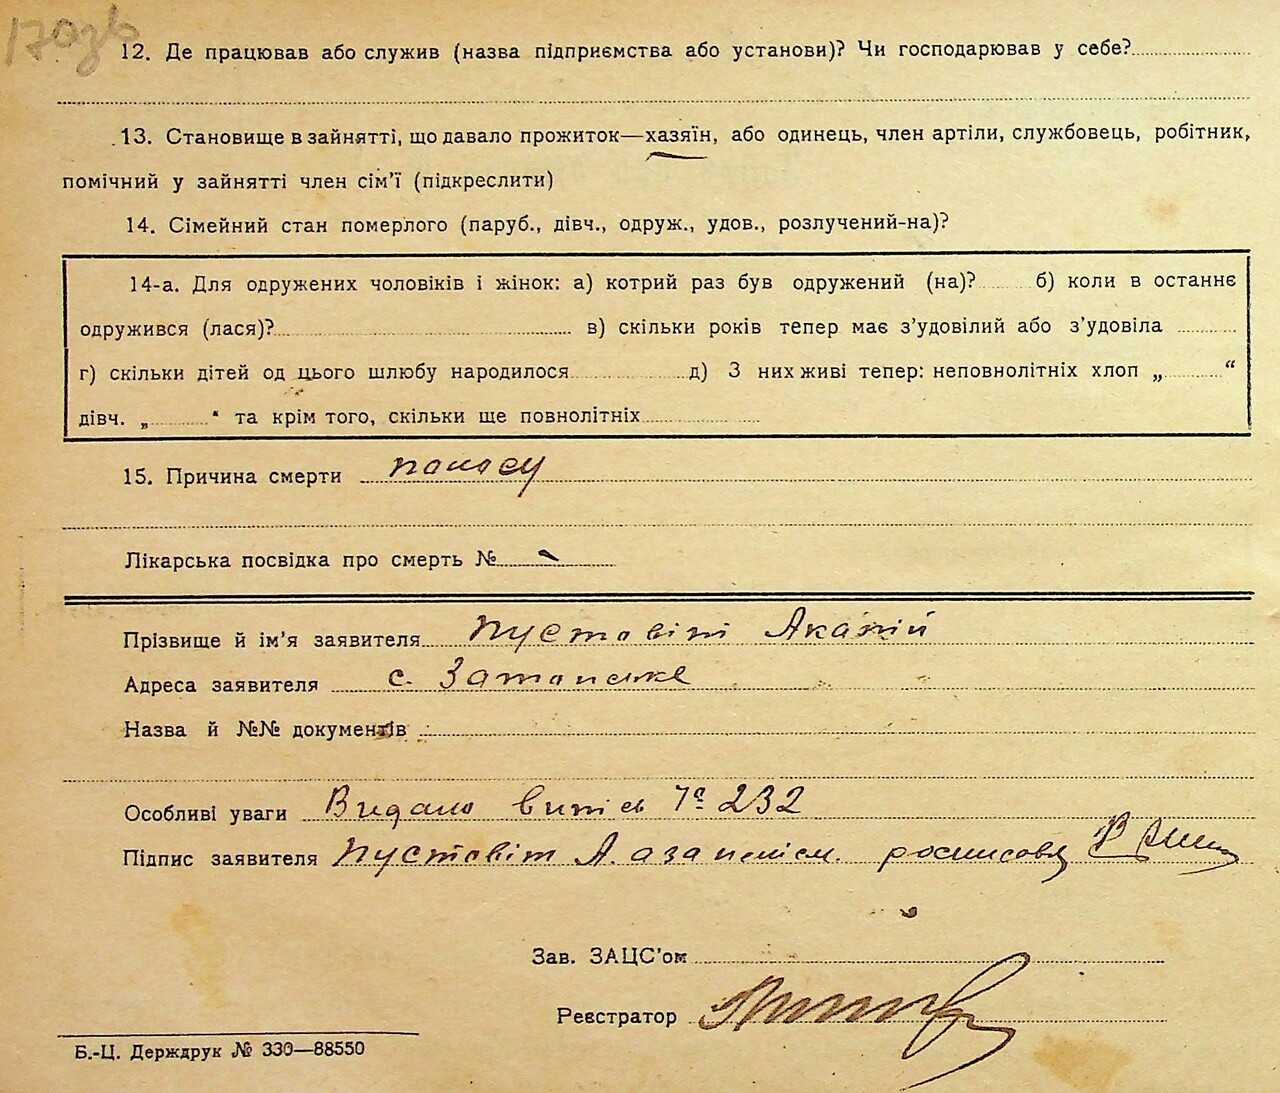 12. Де працював або служив (назва підприємства або установи)? Чи господарював у себе?
13. Становище в зайнятті, що давало прожиток—хазяїн, або одинець, член артіли, службовець, робітник,
помічний у зайнятті член сім'ї (підкреслити)
14. Сімейний стан померлого (паруб., дівч., одруж., удов., розлучений-на)?
14-а. Для одружених чоловіків і жінок: а) котрий раз був одружений (на)? б) коли в останнє
одружився (лася)? в) скільки років тепер має з'удовілий або з'удовіла
г) скільки дітей од цього шлюбу народилося д) З них живі тепер: неповнолітніх хлоп „ “
дівч. „ “ та крім того, скільки ще повнолітніх
15. Причина смерти
Лікарська посвідка про смерть №
Прізвище й ім'я заявителя Пустовіт
Адреса заявителя с.
Назва й №№ документів
Особливі уваги Видано випісь № 232
Підпис заявителя Пустовіт А.
Зав. ЗАЦС'ом
Реєстратор
Б.-Ц. Держдрук № 330—88550